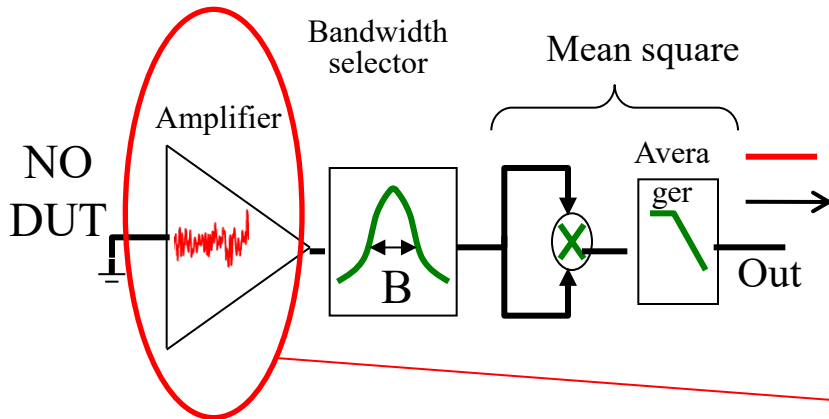 Bandwidth
selector
Mean square
Amplifier
NO
DUT
Avera
ger
B
X
Out